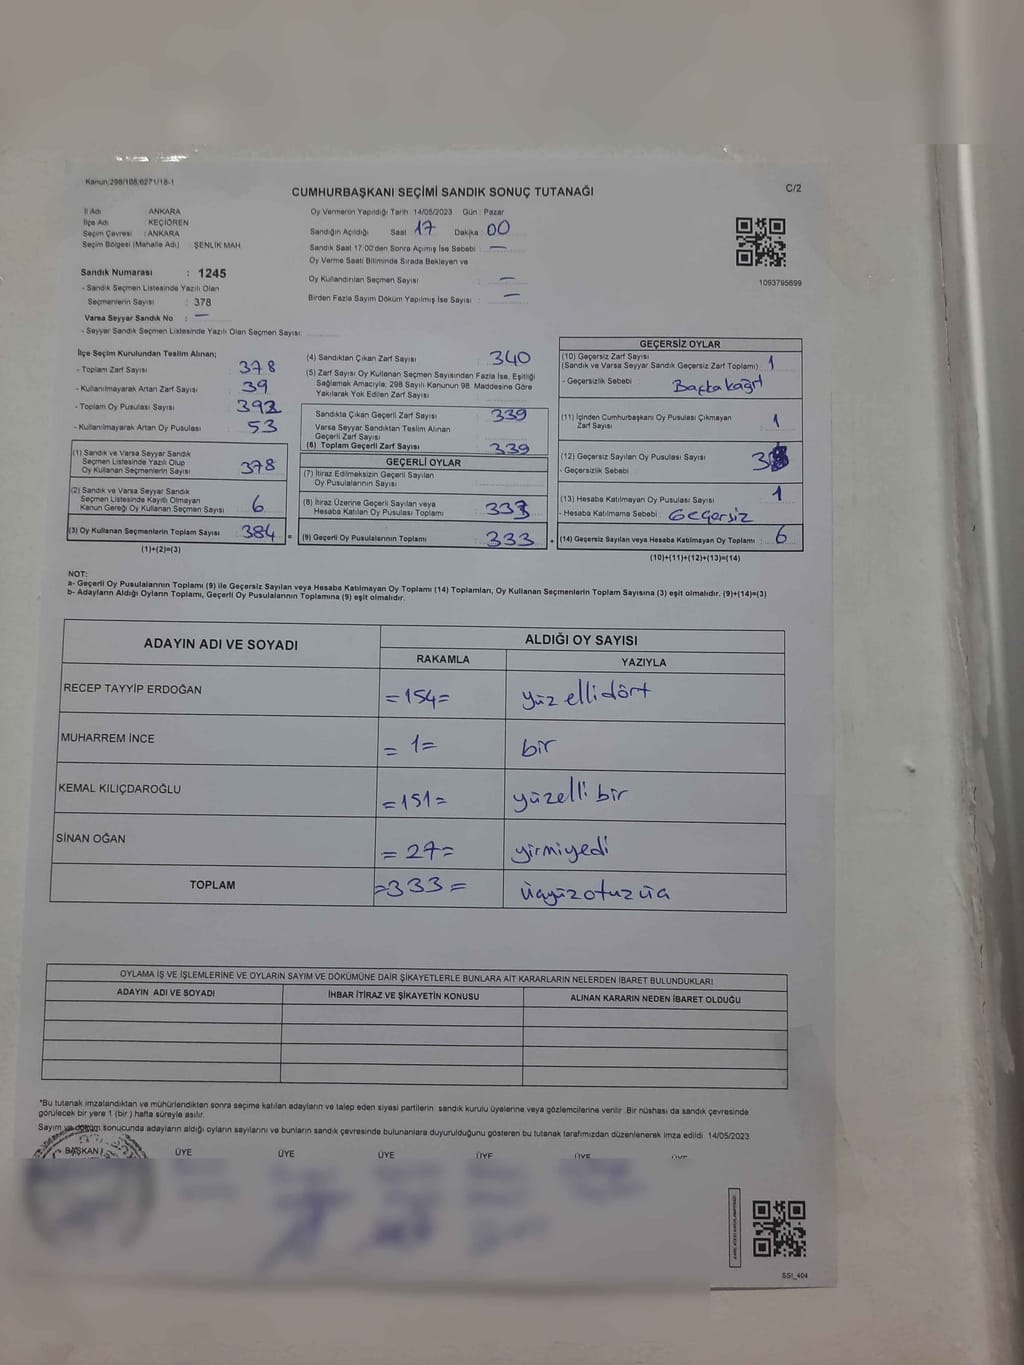 Kanun:298/108,6271/18-1
CUMHURBAŞKANI SEÇİMİ SANDIK SONUÇ TUTANAĞI
C/2
İl Adı : ANKARA
İlçe Adı : KEÇİÖREN
Seçim Çevresi : ANKARA
Seçim Bölgesi (Mahalle Adı) : ŞENLİK MAH
Sandık Numarası : 1245
- Sandık Seçmen Listesinde Yazılı Olan
Seçmenlerin Sayısı : 378
Varsa Seyyar Sandık No : —
- Seyyar Sandık Seçmen Listesinde Yazılı Olan Seçmen Sayısı:
Oy Vermenin Yapıldığı Tarih 14/05/2023 Gün : Pazar
Sandığın Açıldığı Saat 17 Dakika 00
Sandık Saat 17:00'den Sonra Açılmış İse Sebebi : —
Oy Verme Saati Bitiminde Sırada Bekleyen ve
Oy Kullandırılan Seçmen Sayısı : —
Birden Fazla Sayım Döküm Yapılmış İse Sayısı : —
1093795699
İlçe Seçim Kurulundan Teslim Alınan;
- Toplam Zarf Sayısı : 378
- Kullanılmayarak Artan Zarf Sayısı : 39
- Toplam Oy Pusulası Sayısı : 392
- Kullanılmayarak Artan Oy Pusulası : 53
(1) Sandık ve Varsa Seyyar Sandık
Seçmen Listesinde Yazılı Olup
Oy Kullanan Seçmenlerin Sayısı : 378
(2) Sandık ve Varsa Seyyar Sandık
Seçmen Listesinde Kayıtlı Olmayan
Kanun Gereği Oy Kullanan Seçmen Sayısı : 6
(3) Oy Kullanan Seçmenlerin Toplam Sayısı : 384
(1)+(2)=(3)
=
(4) Sandıktan Çıkan Zarf Sayısı : 340
(5) Zarf Sayısı Oy Kullanan Seçmen Sayısından Fazla İse, Eşitliği
Sağlamak Amacıyla, 298 Sayılı Kanunun 98. Maddesine Göre
Yakılarak Yok Edilen Zarf Sayısı :
Sandıkta Çıkan Geçerli Zarf Sayısı : 339
Varsa Seyyar Sandıktan Teslim Alınan
Geçerli Zarf Sayısı :
(6) Toplam Geçerli Zarf Sayısı : 339
GEÇERLİ OYLAR
(7) İtiraz Edilmeksizin Geçerli Sayılan
Oy Pusulalarının Sayısı :
(8) İtiraz Üzerine Geçerli Sayılan veya
Hesaba Katılan Oy Pusulası Toplamı : 333
(9) Geçerli Oy Pusulalarının Toplamı : 333
+
GEÇERSİZ OYLAR
(10) Geçersiz Zarf Sayısı
(Sandık ve Varsa Seyyar Sandık Geçersiz Zarf Toplamı) : 1
- Geçersizlik Sebebi : Başka kağıt
(11) İçinden Cumhurbaşkanı Oy Pusulası Çıkmayan
Zarf Sayısı : 1
(12) Geçersiz Sayılan Oy Pusulası Sayısı : 3
- Geçersizlik Sebebi :
(13) Hesaba Katılmayan Oy Pusulası Sayısı : 1
- Hesaba Katılmama Sebebi : Geçersiz
(14) Geçersiz Sayılan veya Hesaba Katılmayan Oy Toplamı : 6
(10)+(11)+(12)+(13)=(14)
NOT:
a- Geçerli Oy Pusulalarının Toplamı (9) ile Geçersiz Sayılan veya Hesaba Katılmayan Oy Toplamı (14) Toplamları, Oy Kullanan Seçmenlerin Toplam Sayısına (3) eşit olmalıdır. (9)+(14)=(3)
b- Adayların Aldığı Oyların Toplamı, Geçerli Oy Pusulalarının Toplamına (9) eşit olmalıdır.
ADAYIN ADI VE SOYADI
ALDIĞI OY SAYISI
RAKAMLA YAZIYLA
RECEP TAYYİP ERDOĞAN =154= yüz ellidört
MUHARREM İNCE = 1= bir
KEMAL KILIÇDAROĞLU =151= yüzelli bir
SİNAN OĞAN = 27= yirmiyedi
TOPLAM =333= üçyüzotuzüç
OYLAMA İŞ VE İŞLEMLERİNE VE OYLARIN SAYIM VE DÖKÜMÜNE DAİR ŞİKAYETLERLE BUNLARA AİT KARARLARIN NELERDEN İBARET BULUNDUKLARI
ADAYIN ADI VE SOYADI İHBAR İTİRAZ VE ŞİKAYETİN KONUSU ALINAN KARARIN NEDEN İBARET OLDUĞU
*Bu tutanak imzalandıktan ve mühürlendikten sonra seçime katılan adayların ve talep eden siyasi partilerin sandık kurulu üyelerine veya gözlemcilerine verilir. Bir nüshası da sandık çevresinde
görülecek bir yere 1 (bir) hafta süreyle asılır.
Sayım ve döküm sonucunda adayların aldığı oyların sayılarını ve bunların sandık çevresinde bulunanlara duyurulduğunu gösteren bu tutanak tarafımızdan düzenlenerek imza edildi. 14/05/2023
BAŞKAN ÜYE ÜYE ÜYE ÜYE ÜYE ÜYE
SSI_404